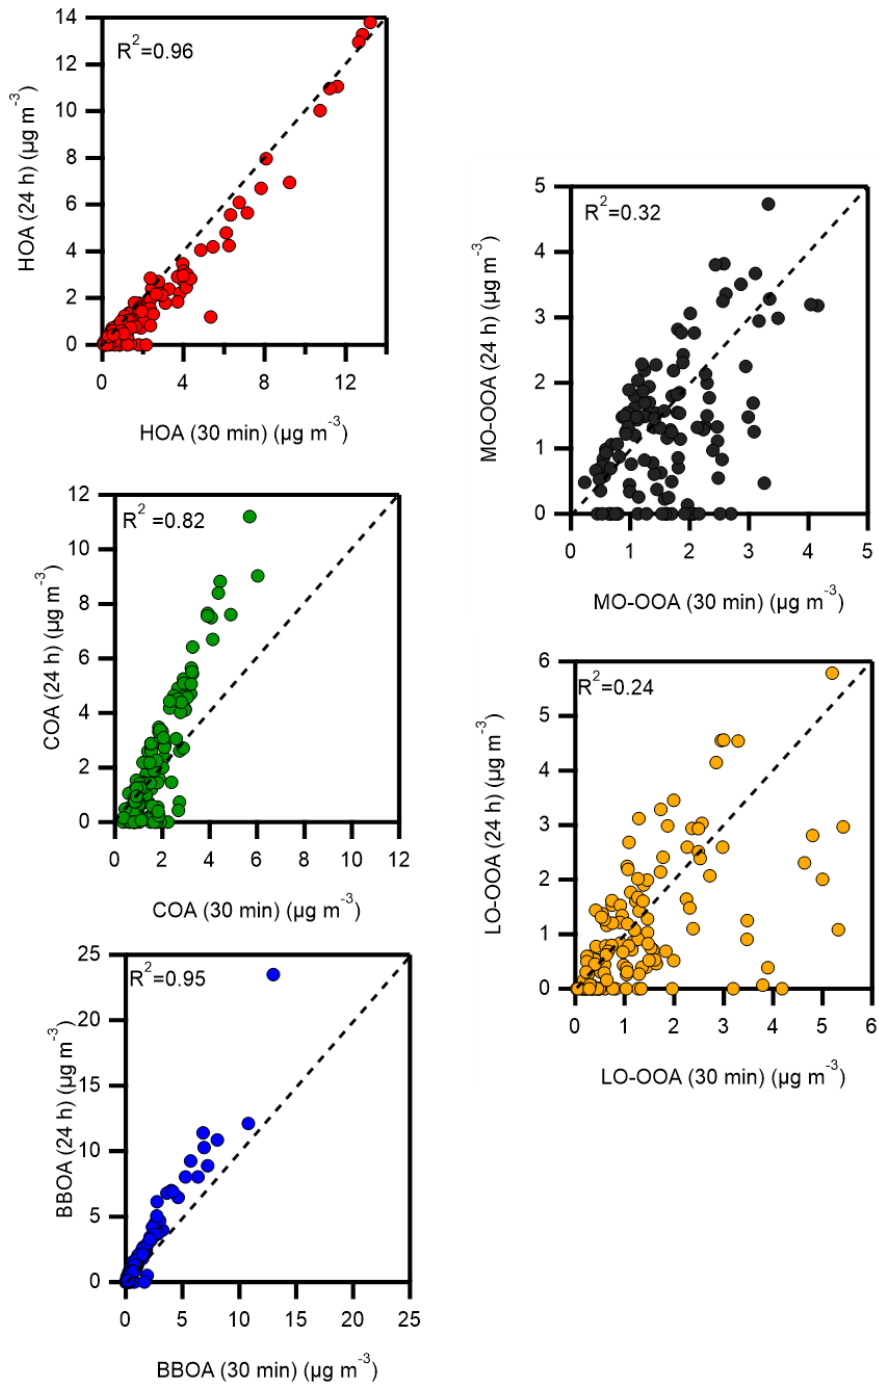 14
12
10
8
6
4
2
0
R²=0.96
HOA (24 h) (µg m⁻³)
0 4 8 12
HOA (30 min) (µg m⁻³)
12
10
8
6
4
2
0
R² =0.82
COA (24 h) (µg m⁻³)
0 2 4 6 8 10 12
COA (30 min) (µg m⁻³)
25
20
15
10
5
0
R²=0.95
BBOA (24 h) (µg m⁻³)
0 5 10 15 20 25
BBOA (30 min) (µg m⁻³)
5
4
3
2
1
0
R²=0.32
MO-OOA (24 h) (µg m⁻³)
0 1 2 3 4 5
MO-OOA (30 min) (µg m⁻³)
6
5
4
3
2
1
0
R²=0.24
LO-OOA (24 h) (µg m⁻³)
0 1 2 3 4 5 6
LO-OOA (30 min) (µg m⁻³)